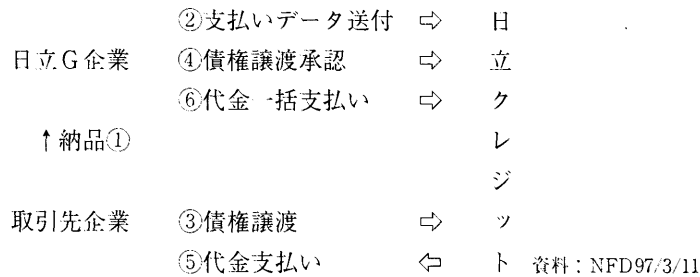 ②支払いデータ送付 ⇨ 日
日立G企業 ④債権譲渡承認 ⇨ 立
⑥代金一括支払い ⇨ ク
↑納品① レ
ジ
取引先企業 ③債権譲渡 ⇨ ッ
⑤代金支払い ⇦ ト 資料：NFD97/3/11